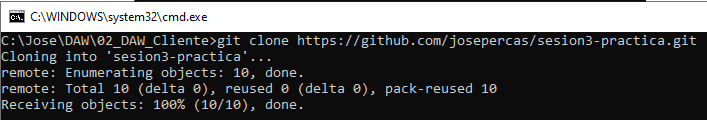 C:\WINDOWS\system32\cmd.exe
C:\Jose\DAW\02_DAW_Cliente>git clone https://github.com/josepercas/sesion3-practica.git
Cloning into 'sesion3-practica'...
remote: Enumerating objects: 10, done.
remote: Total 10 (delta 0), reused 0 (delta 0), pack-reused 10
Receiving objects: 100% (10/10), done.